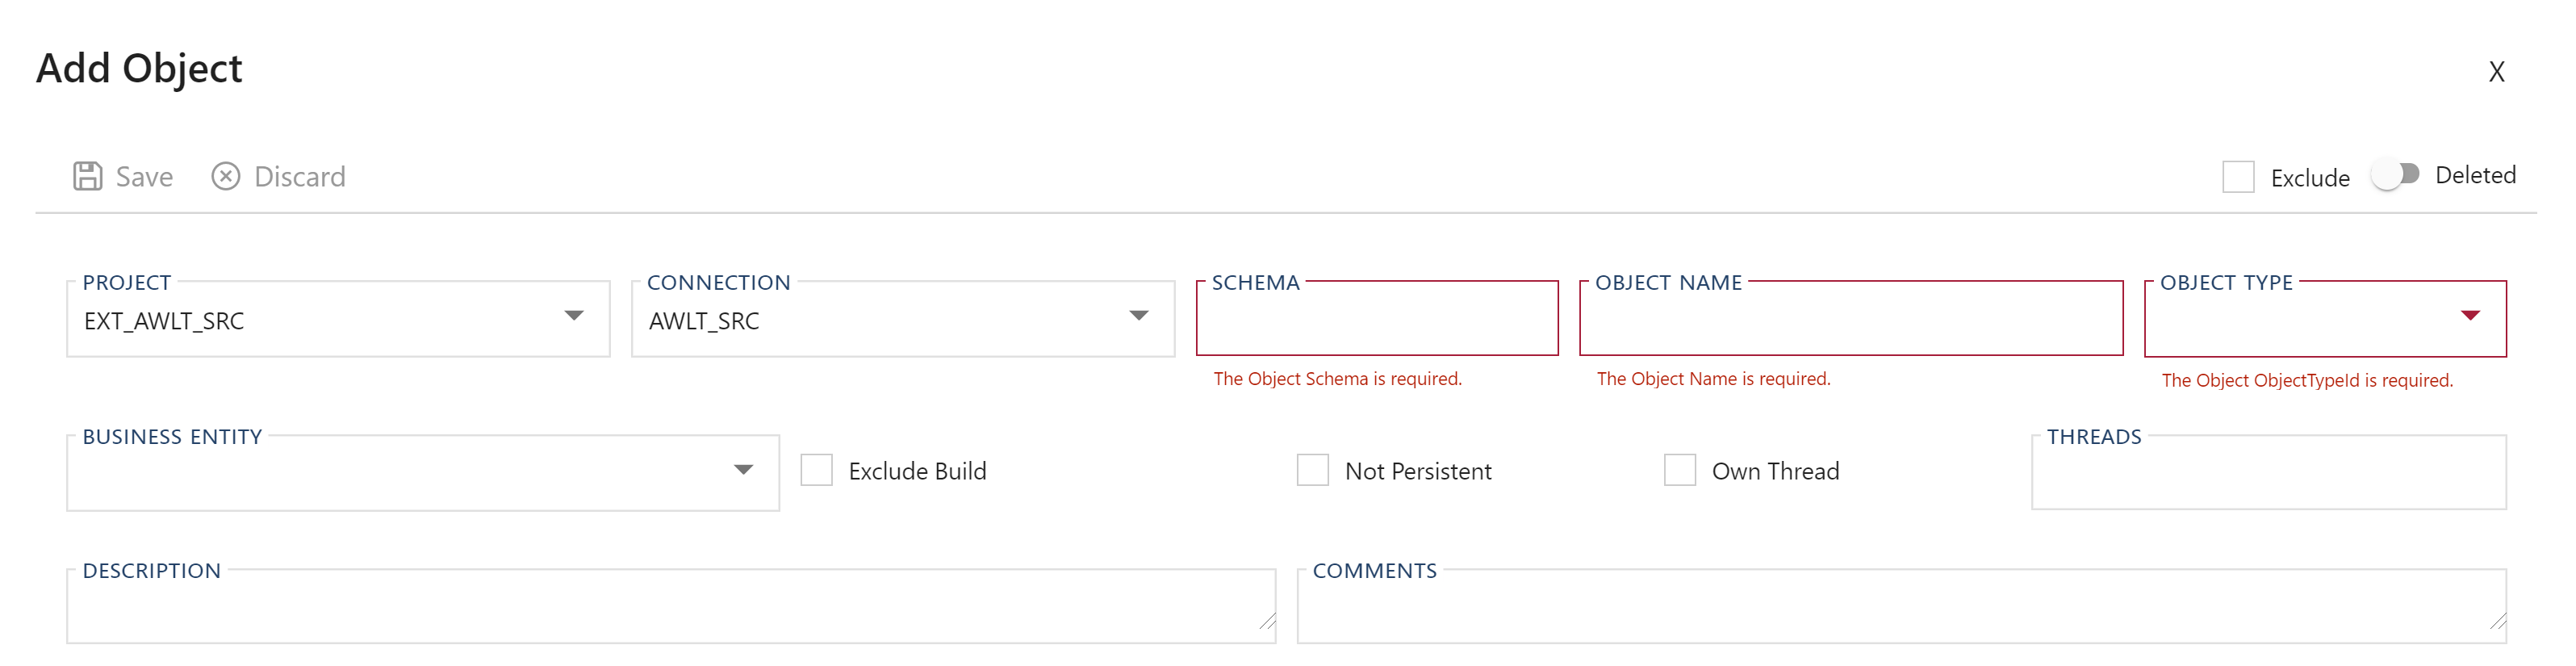 Add Object
X
Save
Discard
Exclude
Deleted
PROJECT
EXT_AWLT_SRC
CONNECTION
AWLT_SRC
SCHEMA
The Object Schema is required.
OBJECT NAME
The Object Name is required.
OBJECT TYPE
The Object ObjectTypeId is required.
BUSINESS ENTITY
Exclude Build
Not Persistent
Own Thread
THREADS
DESCRIPTION
COMMENTS